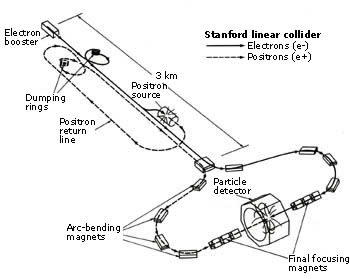 Electron
booster
Stanford linear collider
Electrons (e-)
Positrons (e+)
3 km
Positron
source
Dumping
rings
Positron
return
line
Particle
detector
Arc-bending
magnets
Final focusing
magnets